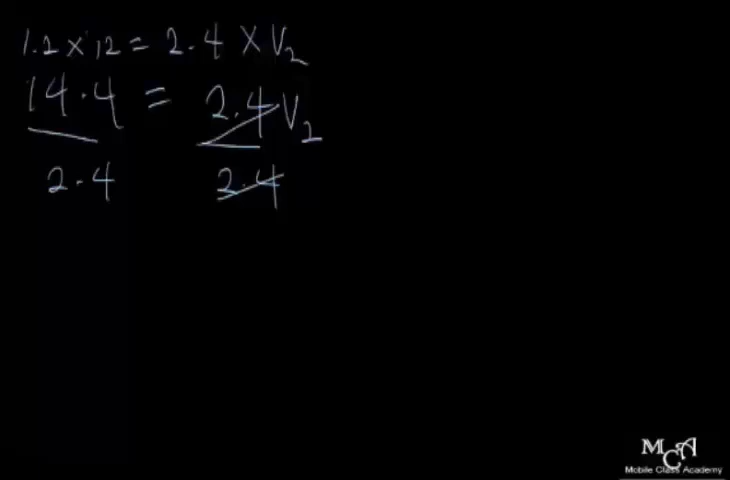 1.2 × 12 = 2.4 × V₂
14.4 = 2.4 V₂
2.4 2.4
MCA
Mobile Class Academy